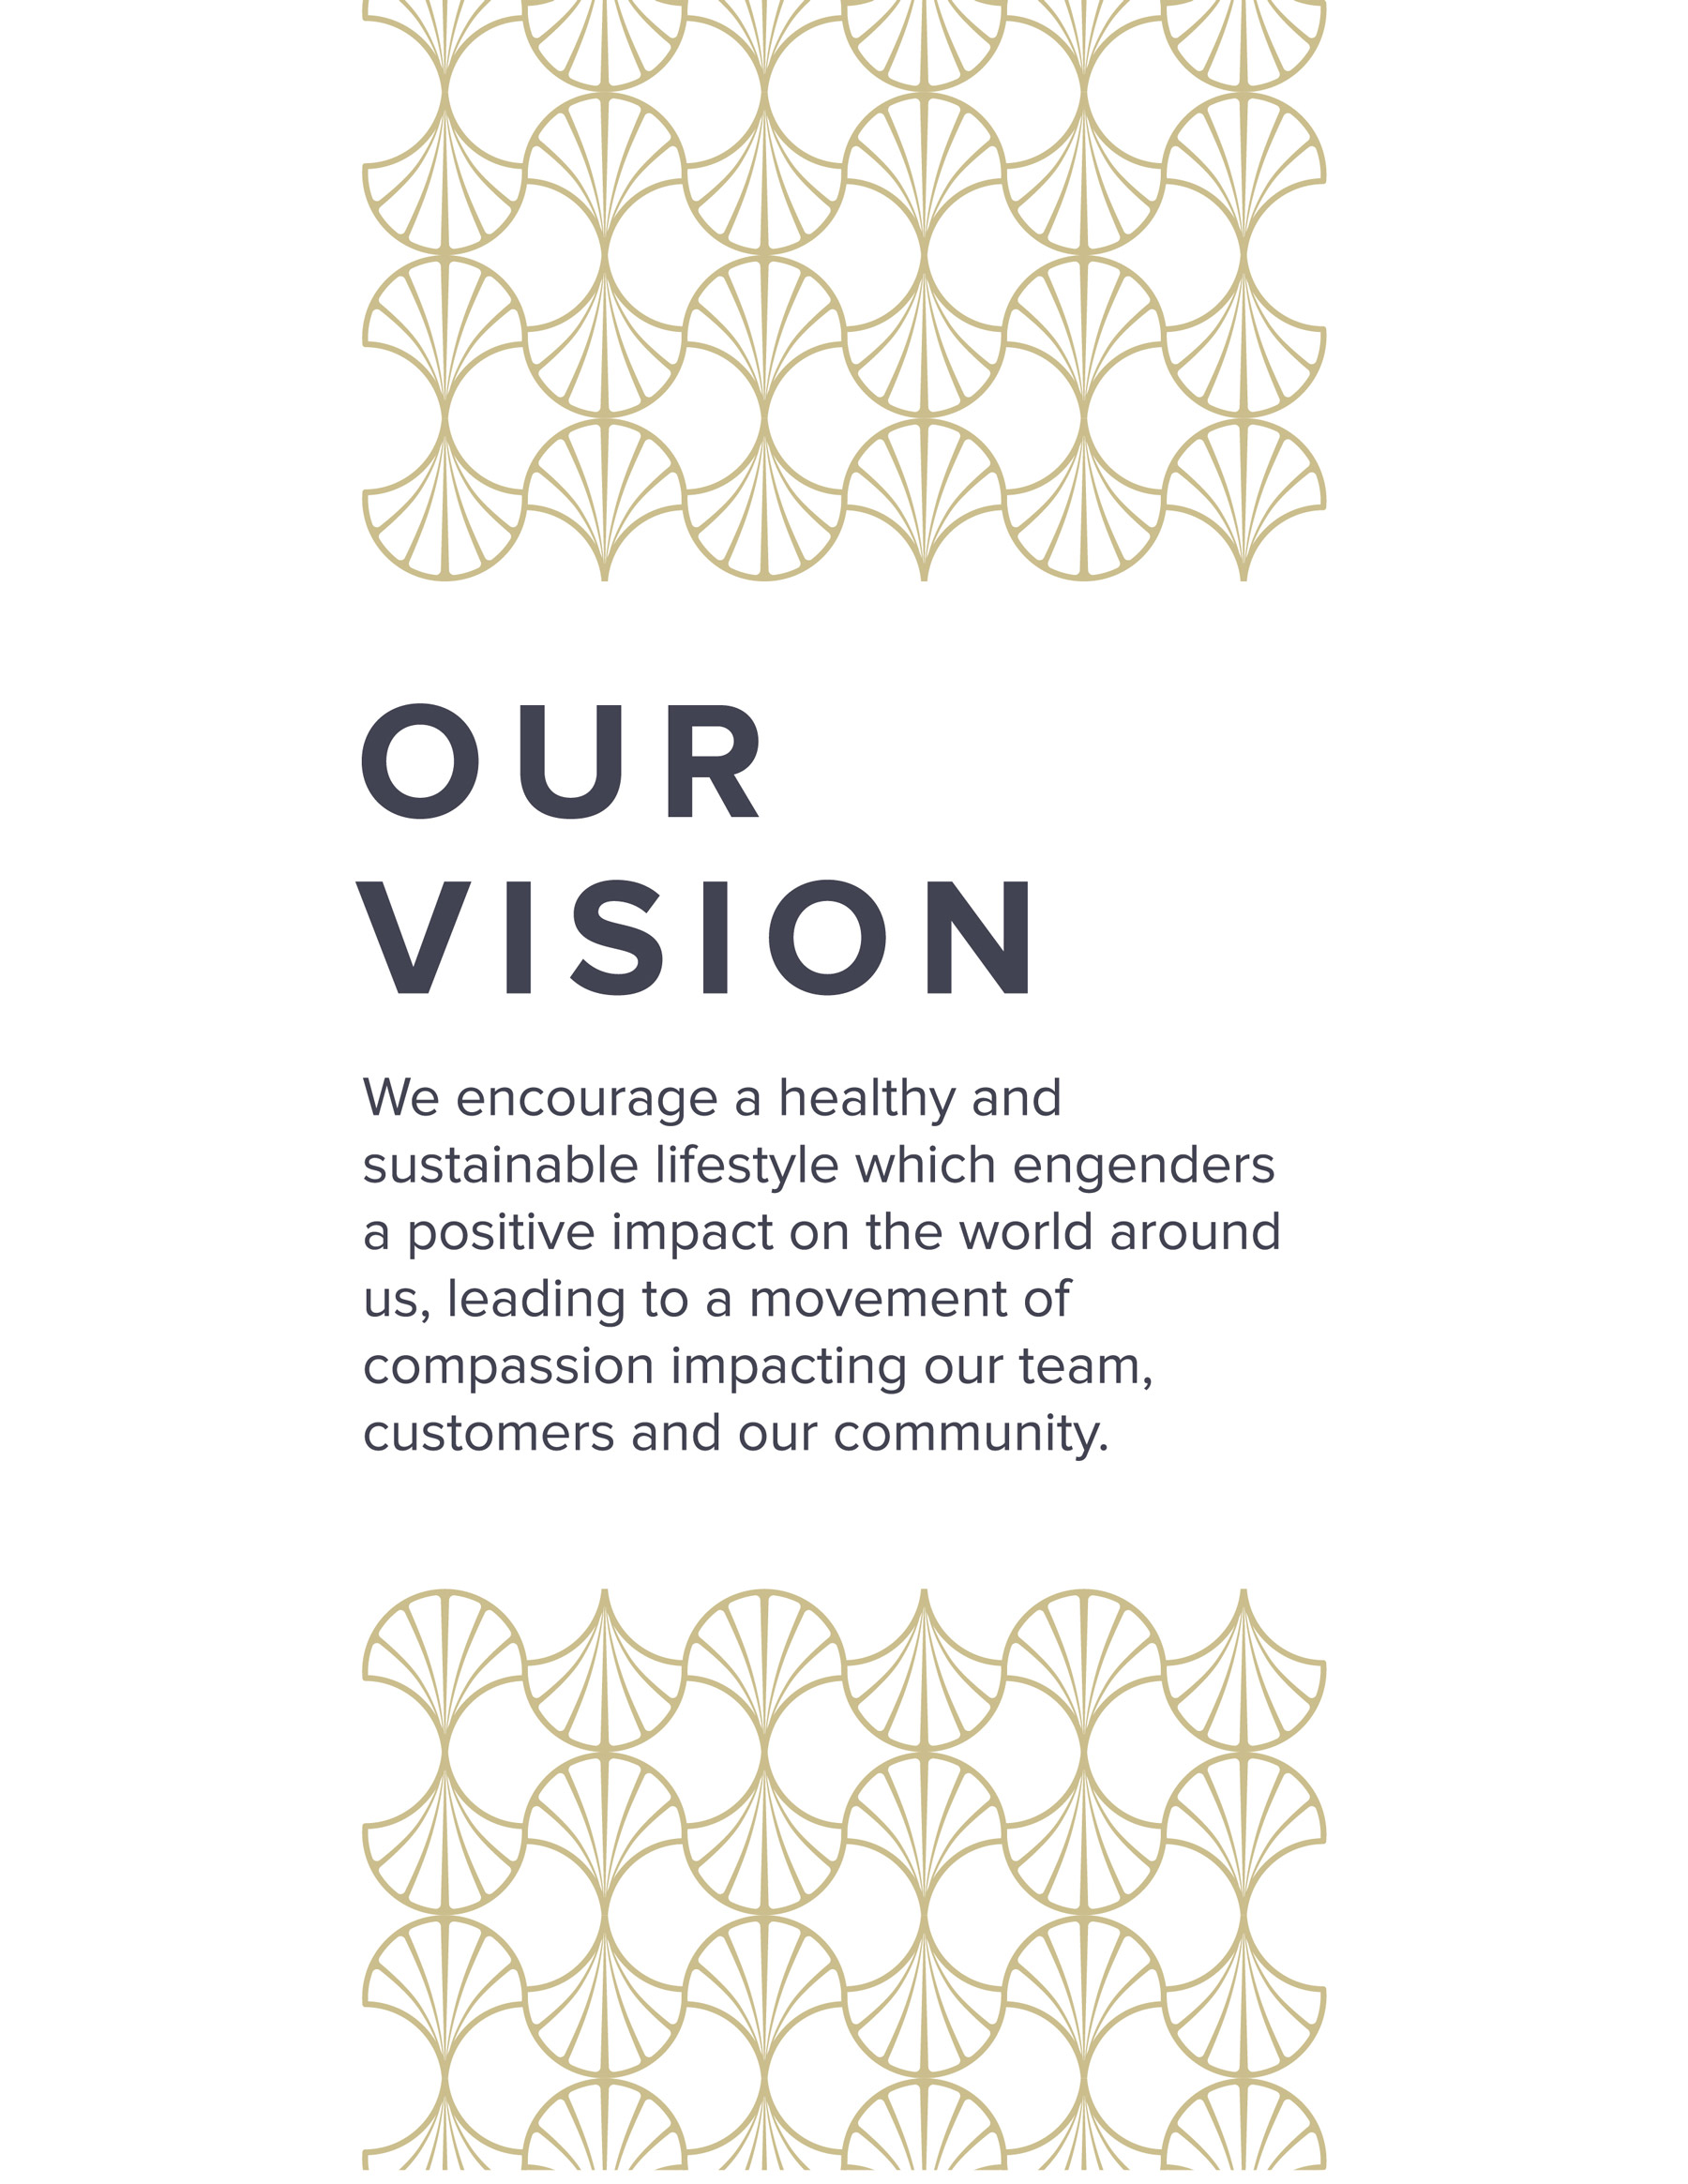 OUR
VISION
We encourage a healthy and
sustainable lifestyle which engenders
a positive impact on the world around
us, leading to a movement of
compassion impacting our team,
customers and our community.